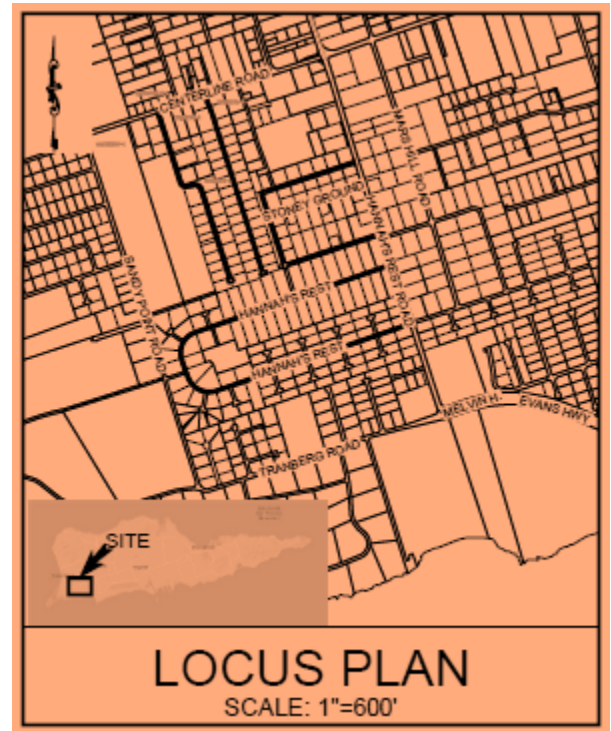 CENTERLINE ROAD
MARS HILL ROAD
STONEY GROUND
HANNAH'S REST ROAD
SANDY POINT ROAD
HANNAH'S REST
HANNAH'S REST
MELVIN H.
EVANS HWY
TRANBERG ROAD
SITE
LOCUS PLAN
SCALE: 1"=600'